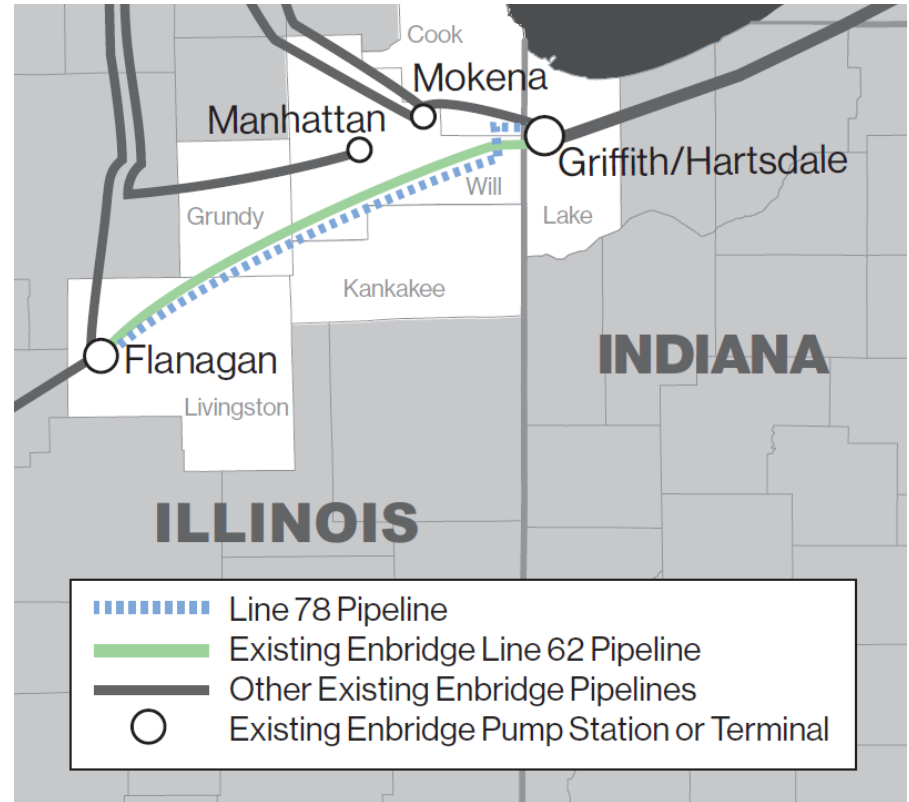 Cook
Mokena
Manhattan
Griffith/Hartsdale
Will
Grundy
Lake
Kankakee
Flanagan
INDIANA
Livingston
ILLINOIS
Line 78 Pipeline
Existing Enbridge Line 62 Pipeline
Other Existing Enbridge Pipelines
Existing Enbridge Pump Station or Terminal